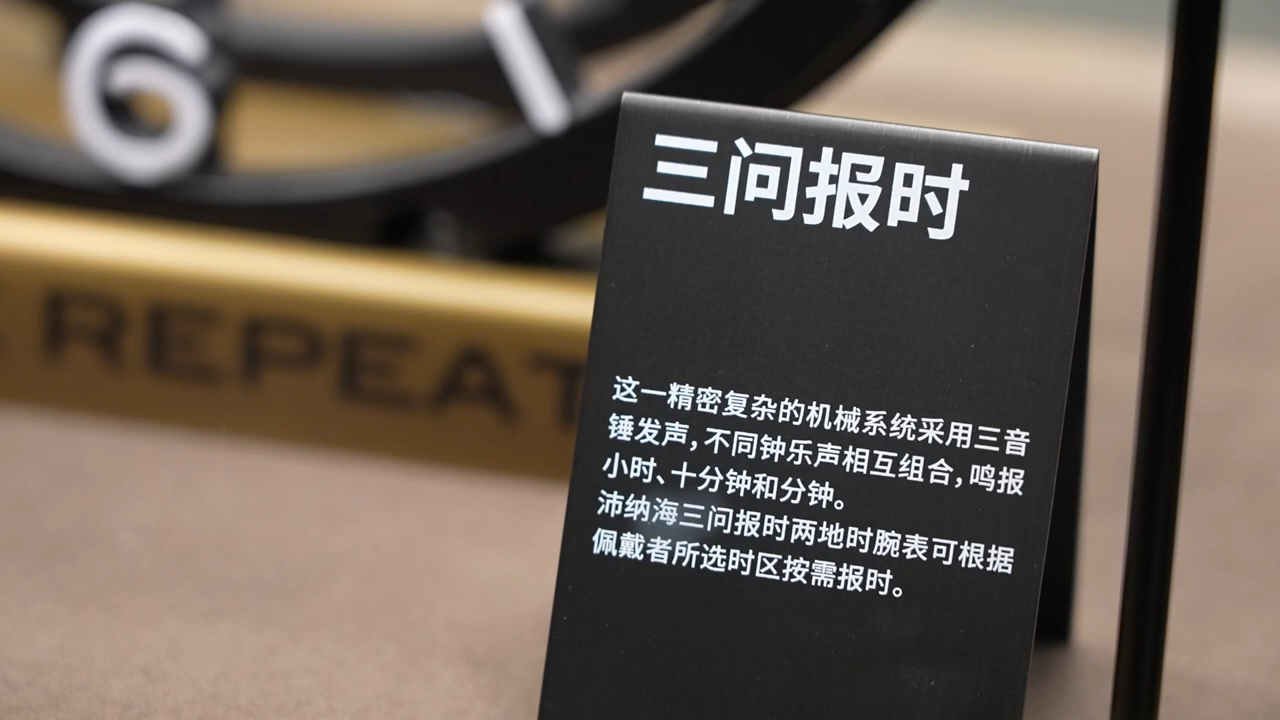 6
REPEAT
三问报时
这一精密复杂的机械系统采用三音
锤发声,不同钟乐声相互组合,鸣报
小时、十分钟和分钟。
沛纳海三问报时两地时腕表可根据
佩戴者所选时区按需报时。